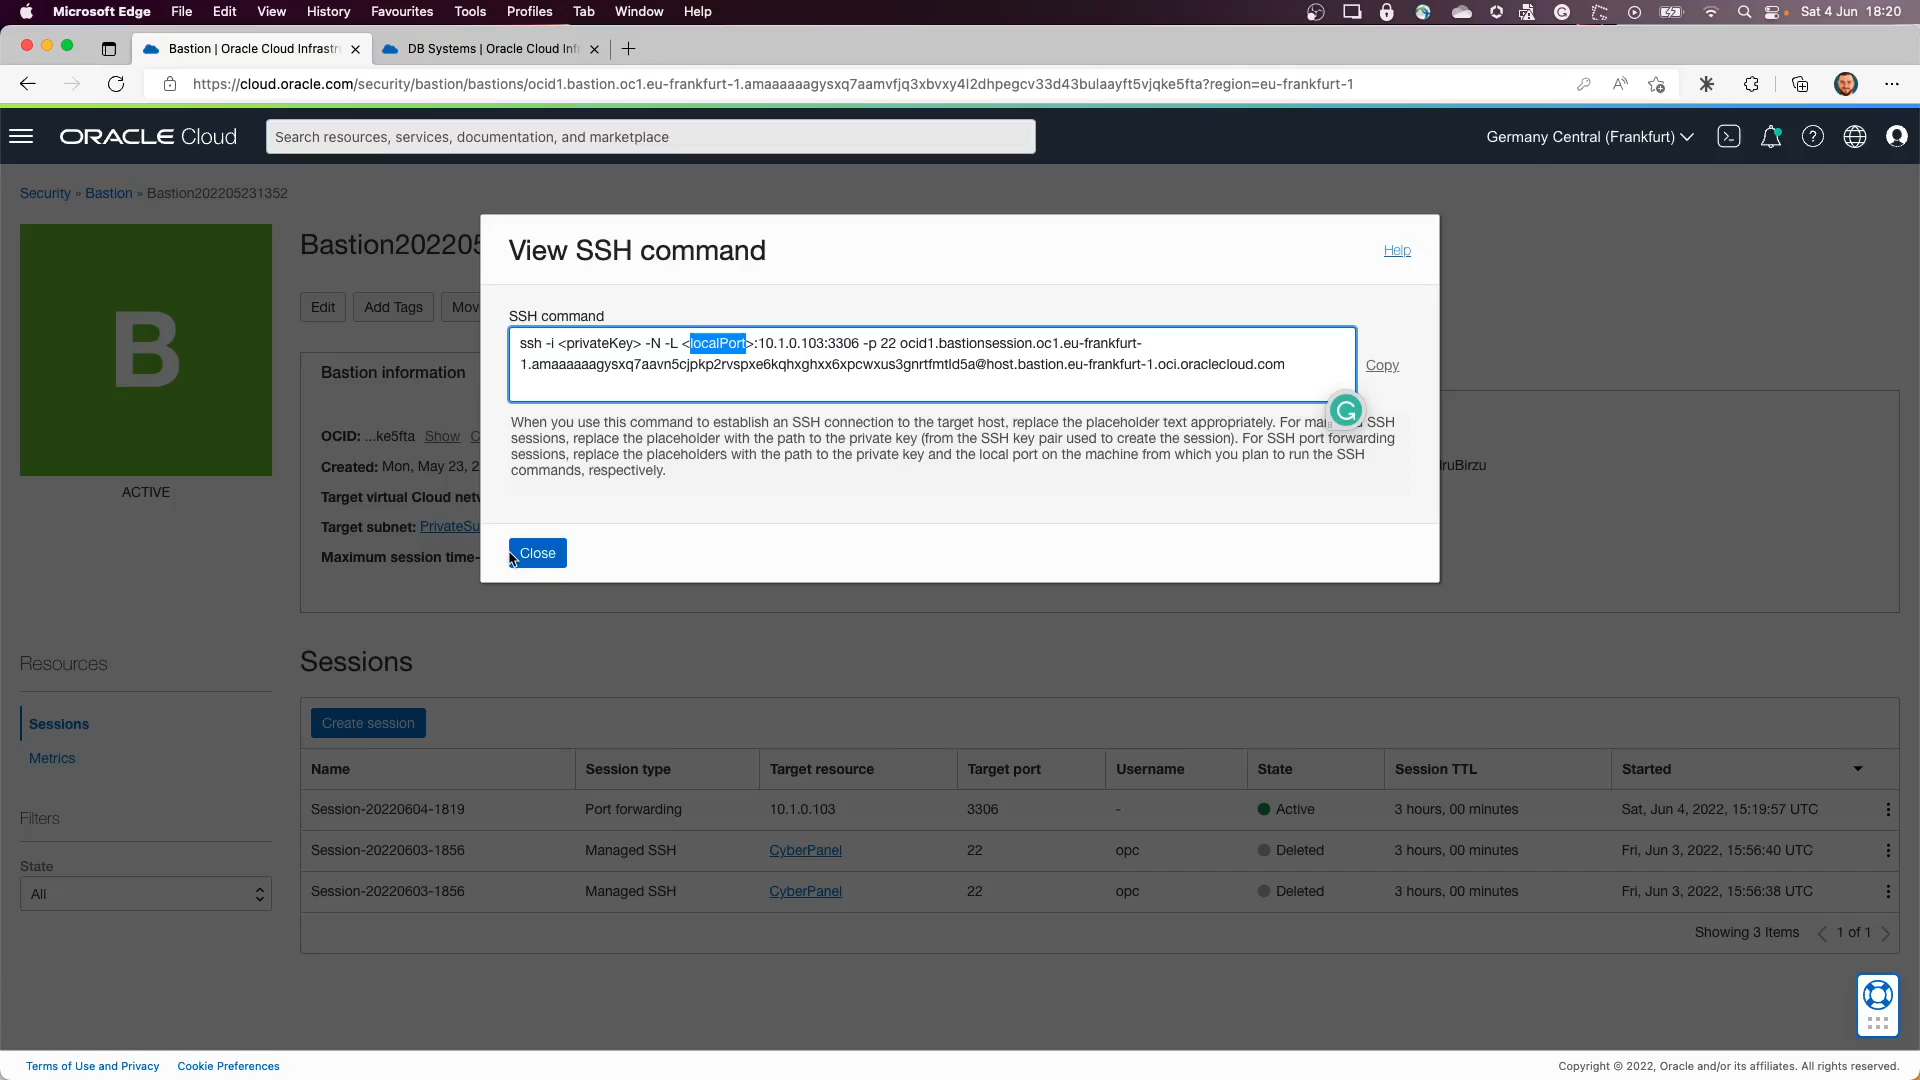 Microsoft Edge File Edit View History Favourites Tools Profiles Tab Window Help Sat 4 Jun 18:20
Bastion | Oracle Cloud Infrastru DB Systems | Oracle Cloud Inf
https://cloud.oracle.com/security/bastion/bastions/ocid1.bastion.oc1.eu-frankfurt-1.amaaaaaagysxq7aamvfjq3xbvxy4l2dhpegcv33d43bulaayft5vjqke5fta?region=eu-frankfurt-1
ORACLE Cloud Search resources, services, documentation, and marketplace Germany Central (Frankfurt)
Security » Bastion » Bastion202205231352
B
ACTIVE
Bastion202205
Edit Add Tags Mov
Bastion information
OCID: ...ke5fta Show C
Created: Mon, May 23, 2
Target virtual Cloud netw
Target subnet: PrivateSu
Maximum session time-
druBirzu
View SSH command
Help
SSH command
ssh -i <privateKey> -N -L <localPort>:10.1.0.103:3306 -p 22 ocid1.bastionsession.oc1.eu-frankfurt-
1.amaaaaaagysxq7aavn5cjpkp2rvspxe6kqhxghxx6xpcwxus3gnrtfmtld5a@host.bastion.eu-frankfurt-1.oci.oraclecloud.com
Copy
When you use this command to establish an SSH connection to the target host, replace the placeholder text appropriately. For SSH
sessions, replace the placeholder with the path to the private key (from the SSH key pair used to create the session). For SSH port forwarding
sessions, replace the placeholders with the path to the private key and the local port on the machine from which you plan to run the SSH
commands, respectively.
Close
Resources
Sessions
Metrics
Filters
State
All
Sessions
Create session
Name Session type Target resource Target port Username State Session TTL Started
Session-20220604-1819 Port forwarding 10.1.0.103 3306 - Active 3 hours, 00 minutes Sat, Jun 4, 2022, 15:19:57 UTC
Session-20220603-1856 Managed SSH CyberPanel 22 opc Deleted 3 hours, 00 minutes Fri, Jun 3, 2022, 15:56:40 UTC
Session-20220603-1856 Managed SSH CyberPanel 22 opc Deleted 3 hours, 00 minutes Fri, Jun 3, 2022, 15:56:38 UTC
Showing 3 Items 1 of 1
Terms of Use and Privacy Cookie Preferences Copyright © 2022, Oracle and/or its affiliates. All rights reserved.